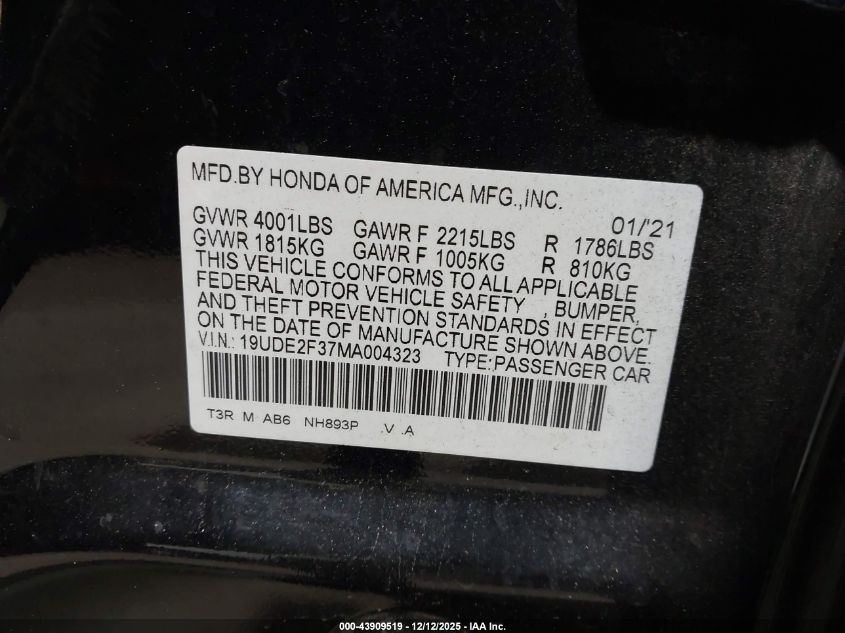 MFD.BY HONDA OF AMERICA MFG.,INC.
01/'21
GVWR 4001LBS GAWR F 2215LBS R 1786LBS
GVWR 1815KG GAWR F 1005KG R 810KG
THIS VEHICLE CONFORMS TO ALL APPLICABLE
FEDERAL MOTOR VEHICLE SAFETY , BUMPER,
AND THEFT PREVENTION STANDARDS IN EFFECT
ON THE DATE OF MANUFACTURE SHOWN ABOVE.
V.I.N.: 19UDE2F37MA004323 TYPE:PASSENGER CAR
T3R M AB6 NH893P .V .A
000-43909519 - 12/12/2025 - IAA Inc.